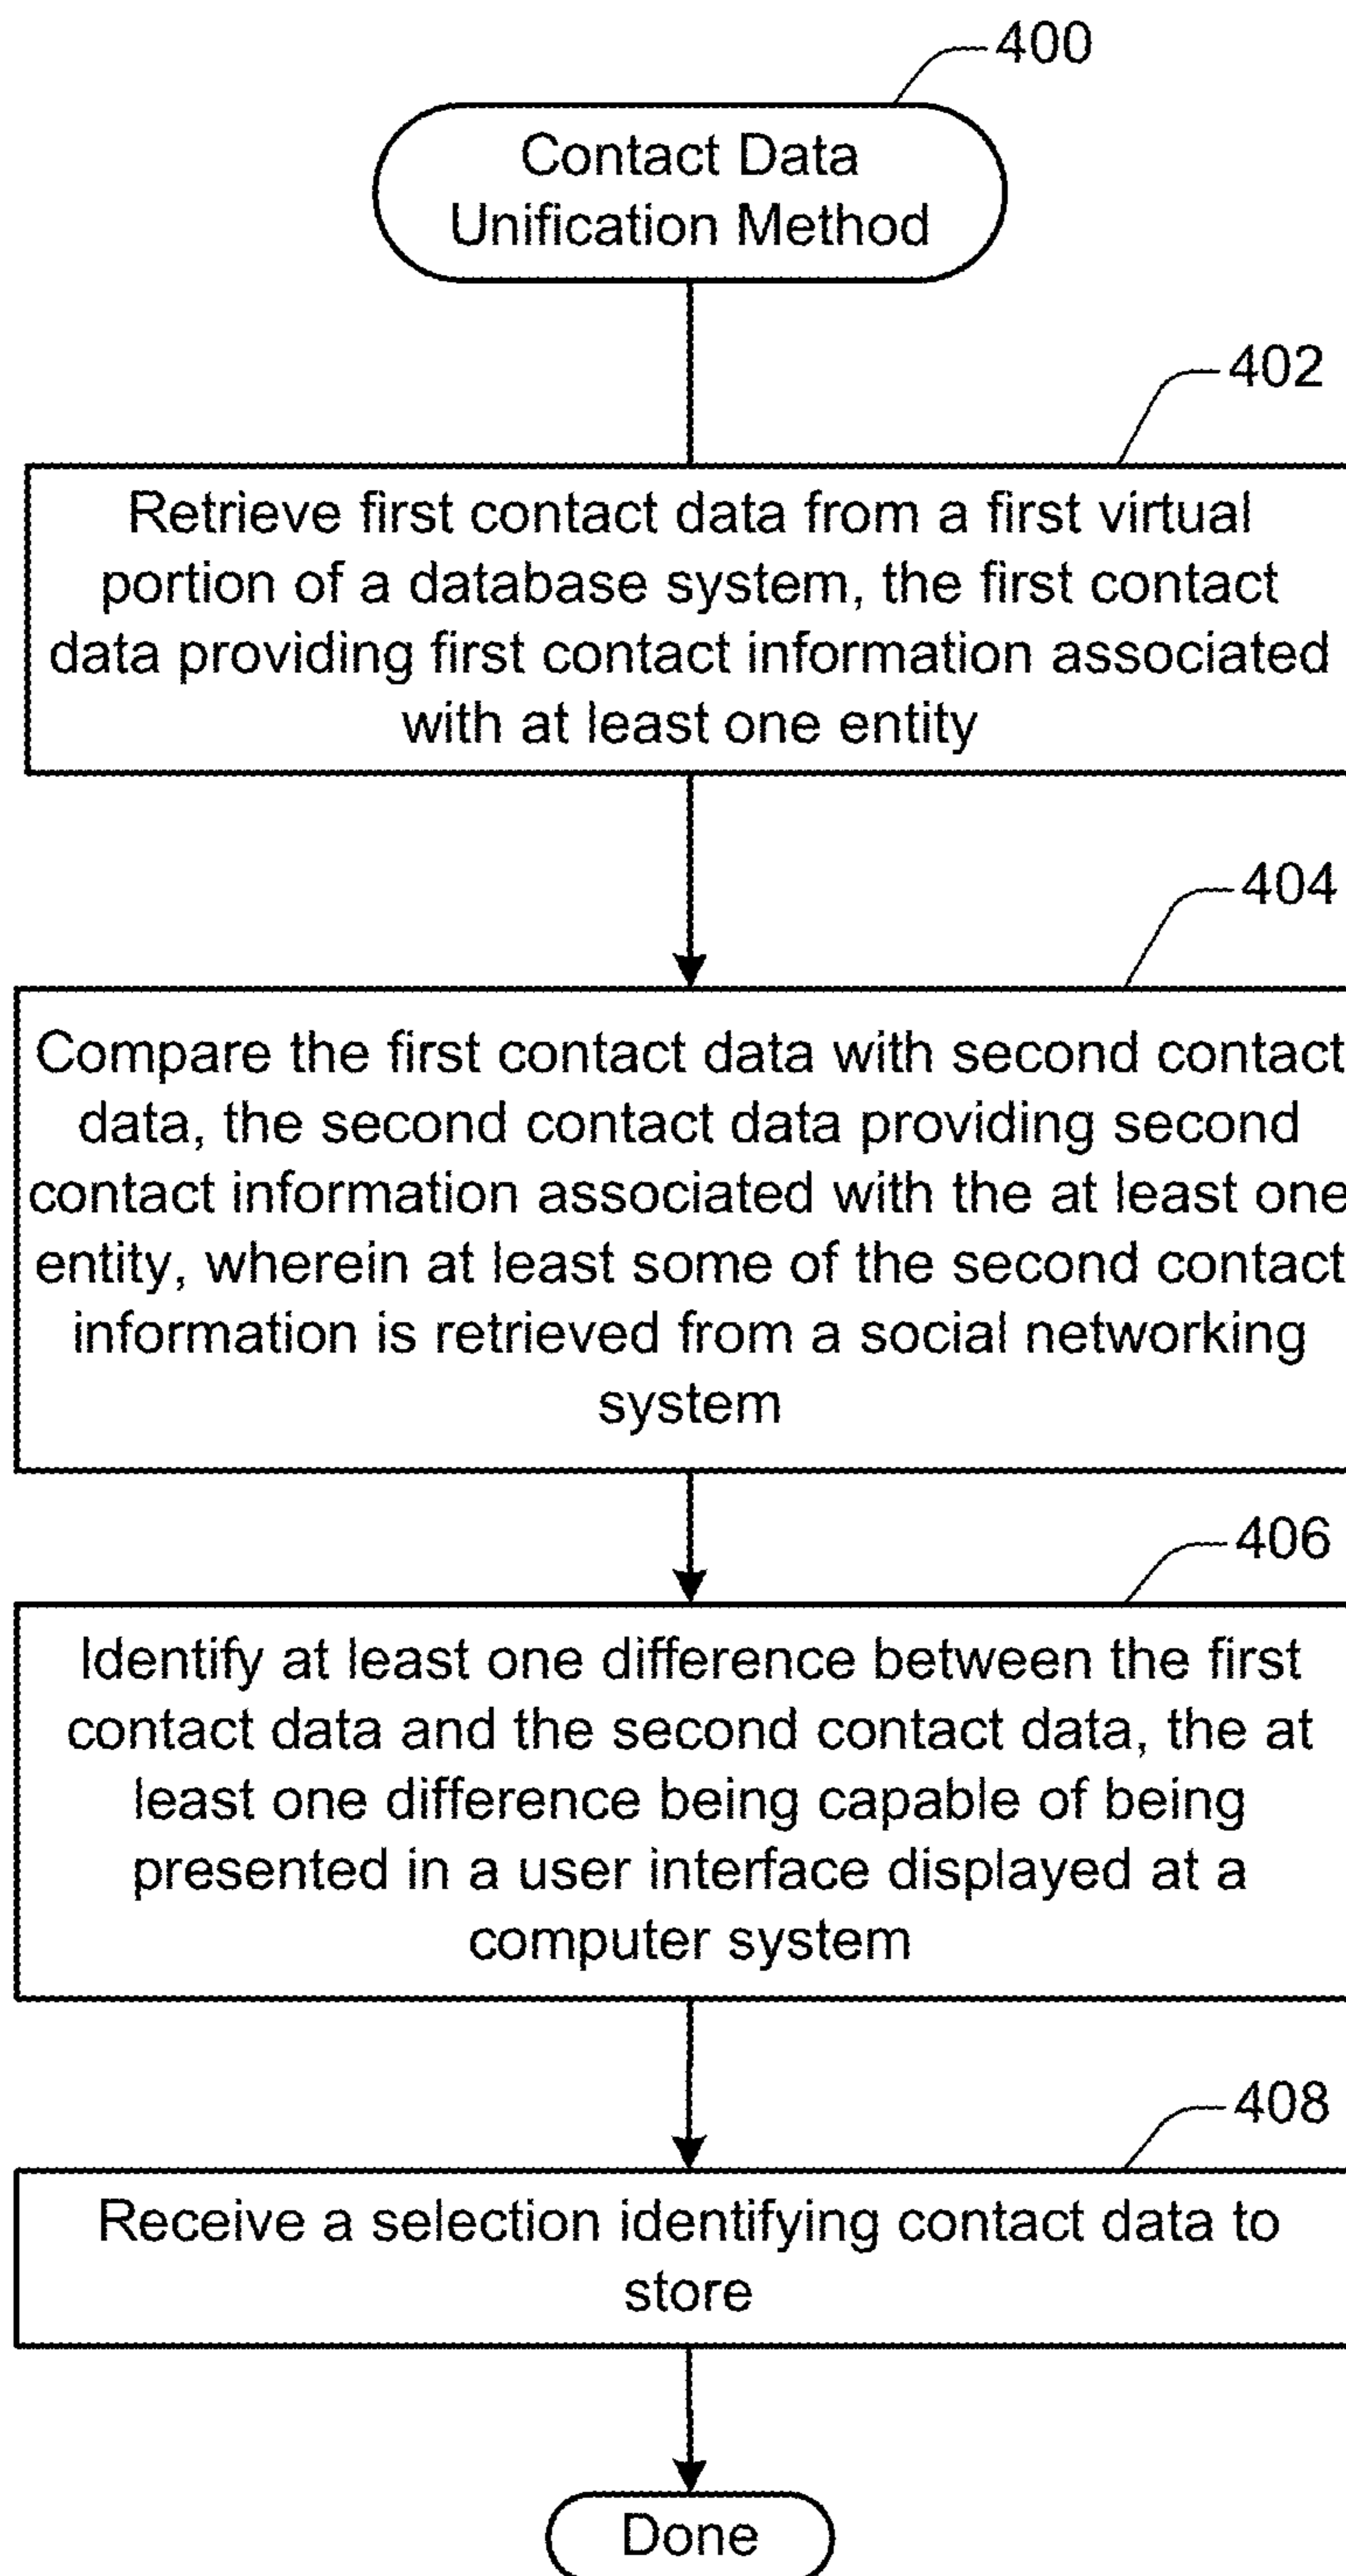 400
Contact Data
Unification Method
402
Retrieve first contact data from a first virtual
portion of a database system, the first contact
data providing first contact information associated
with at least one entity
404
Compare the first contact data with second contact
data, the second contact data providing second
contact information associated with the at least one
entity, wherein at least some of the second contact
information is retrieved from a social networking
system
406
Identify at least one difference between the first
contact data and the second contact data, the at
least one difference being capable of being
presented in a user interface displayed at a
computer system
408
Receive a selection identifying contact data to
store
Done